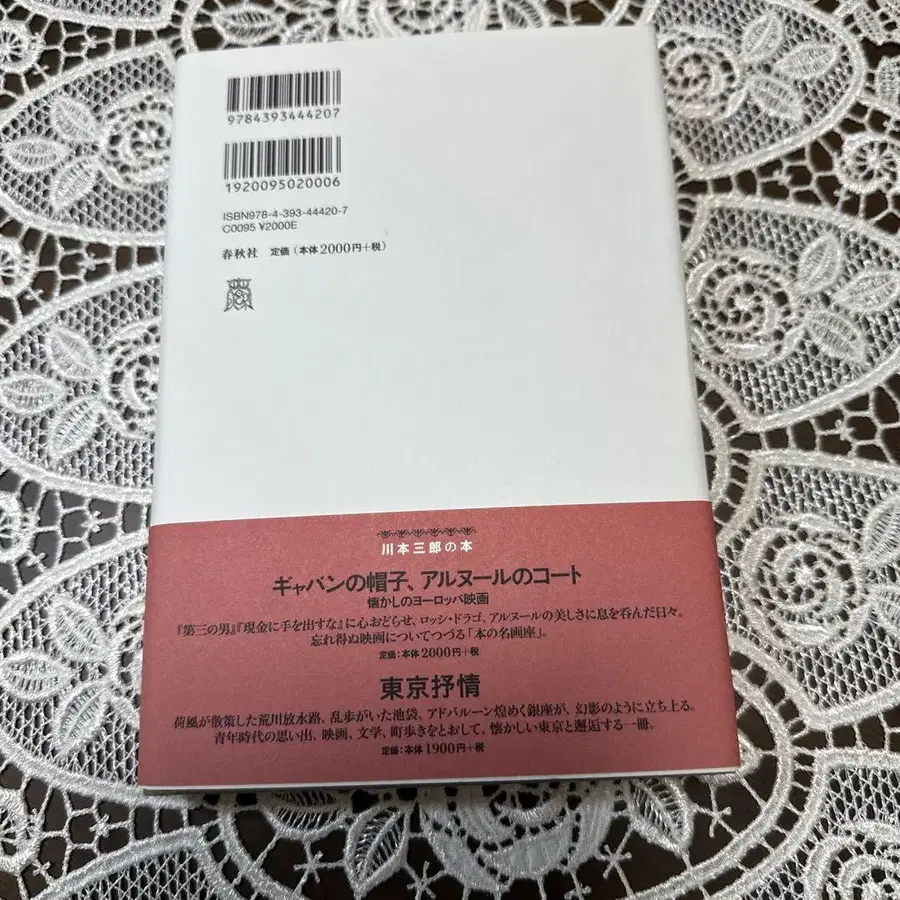 9784393444207
1920095020006
ISBN978-4-393-44420-7
C0095 ¥2000E
春秋社 定価（本体2000円+税）
川本三郎の本
ギャバンの帽子、アルヌールのコート
懐かしのヨーロッパ映画
『第三の男』『現金に手を出すな』に心おどらせ、ロッシ・ドラゴ、アルヌールの美しさに息を呑んだ日々。
忘れ得ぬ映画についてつづる「本の名画座」。
定価：本体2000円+税
東京抒情
荷風が散策した荒川放水路、乱歩がいた池袋、アドバルーン煌めく銀座が、幻影のように立ち上る。
青年時代の思い出、映画、文学、町歩きをとおして、懐かしい東京と邂逅する一冊。
定価：本体1900円+税